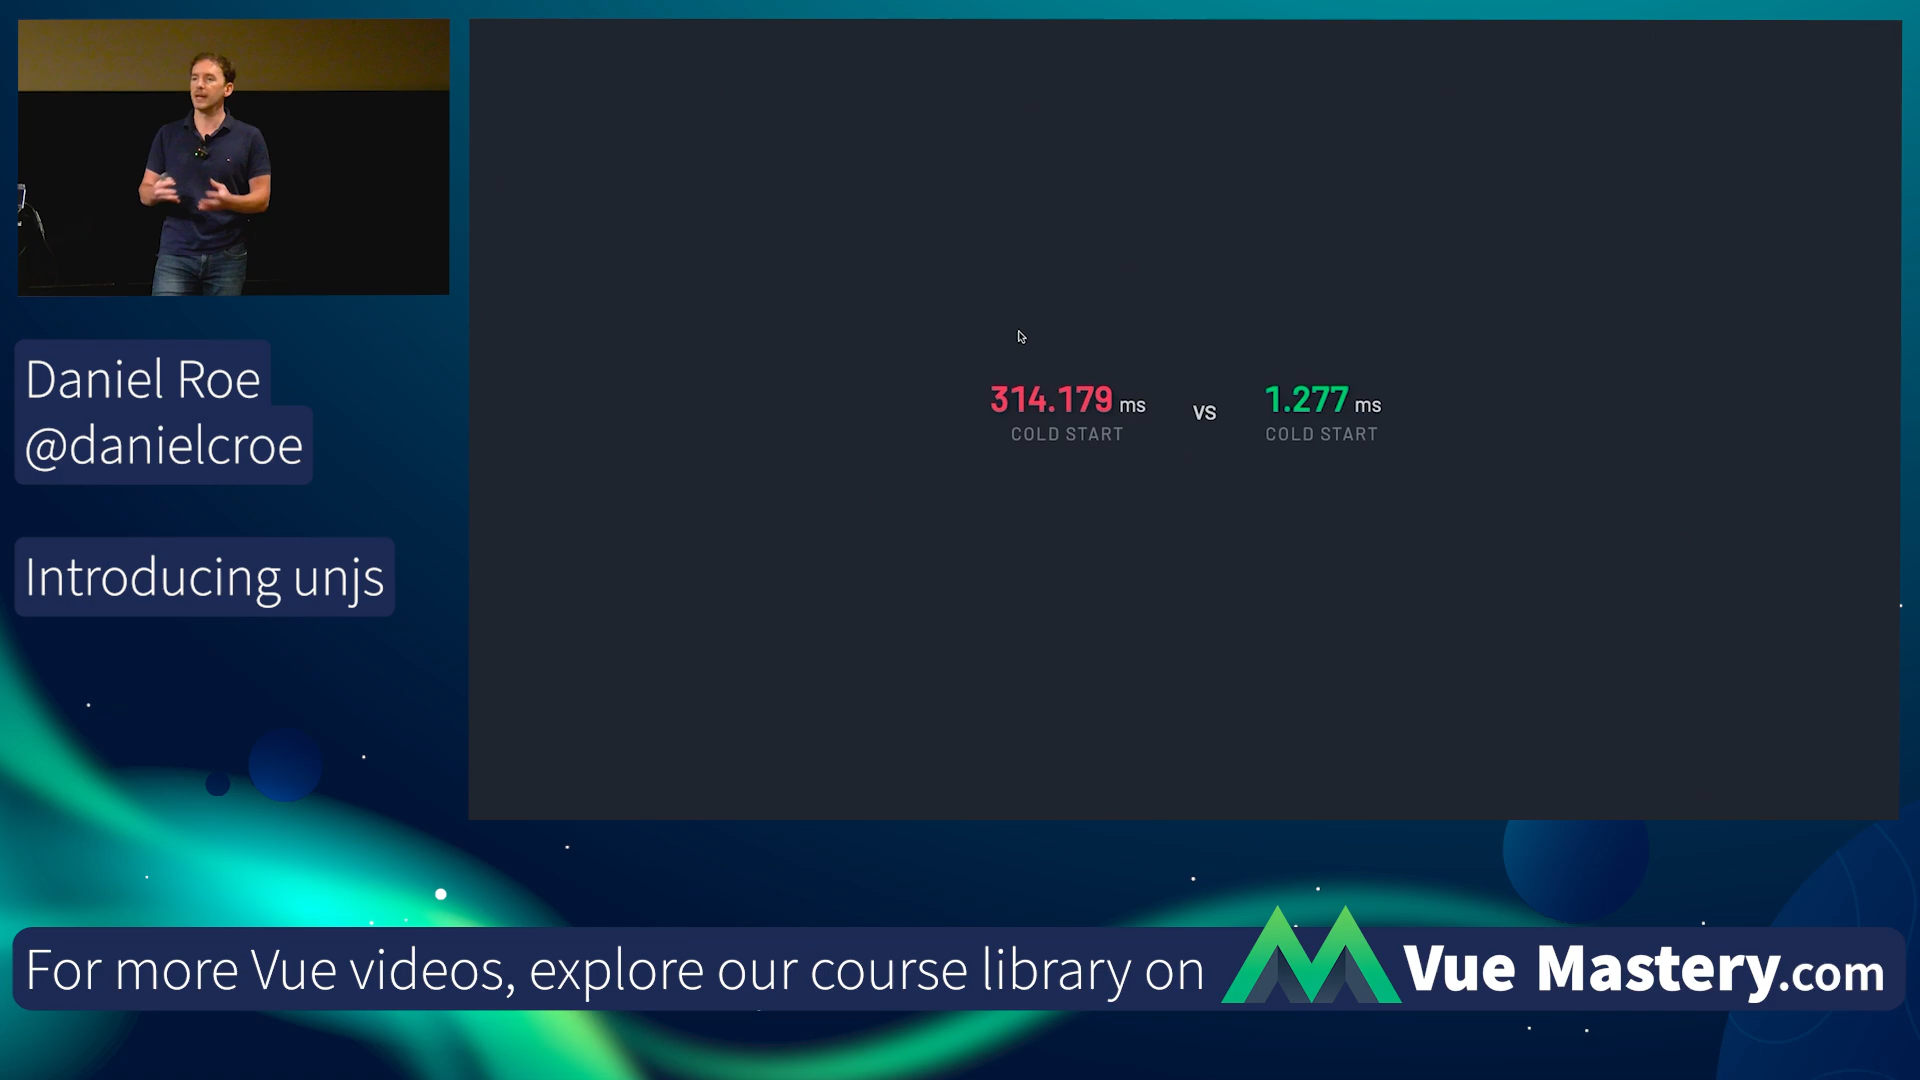 Daniel Roe
@danielcroe
Introducing unjs
314.179 ms vs 1.277 ms
COLD START COLD START
For more Vue videos, explore our course library on Vue Mastery.com